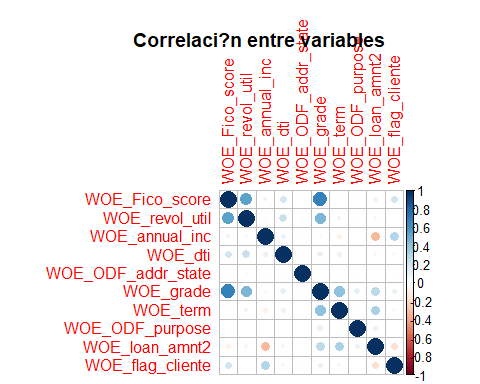 Correlaci?n entre variables
WOE_Fico_score
WOE_revol_util
WOE_annual_inc
WOE_dti
WOE_ODF_addr_state
WOE_grade
WOE_term
WOE_ODF_purpose
WOE_loan_amnt2
WOE_flag_cliente
WOE_Fico_score
WOE_revol_util
WOE_annual_inc
WOE_dti
WOE_ODF_addr_state
WOE_grade
WOE_term
WOE_ODF_purpose
WOE_loan_amnt2
WOE_flag_cliente
1
0.8
0.6
0.4
0.2
0
-0.2
-0.4
-0.6
-0.8
-1